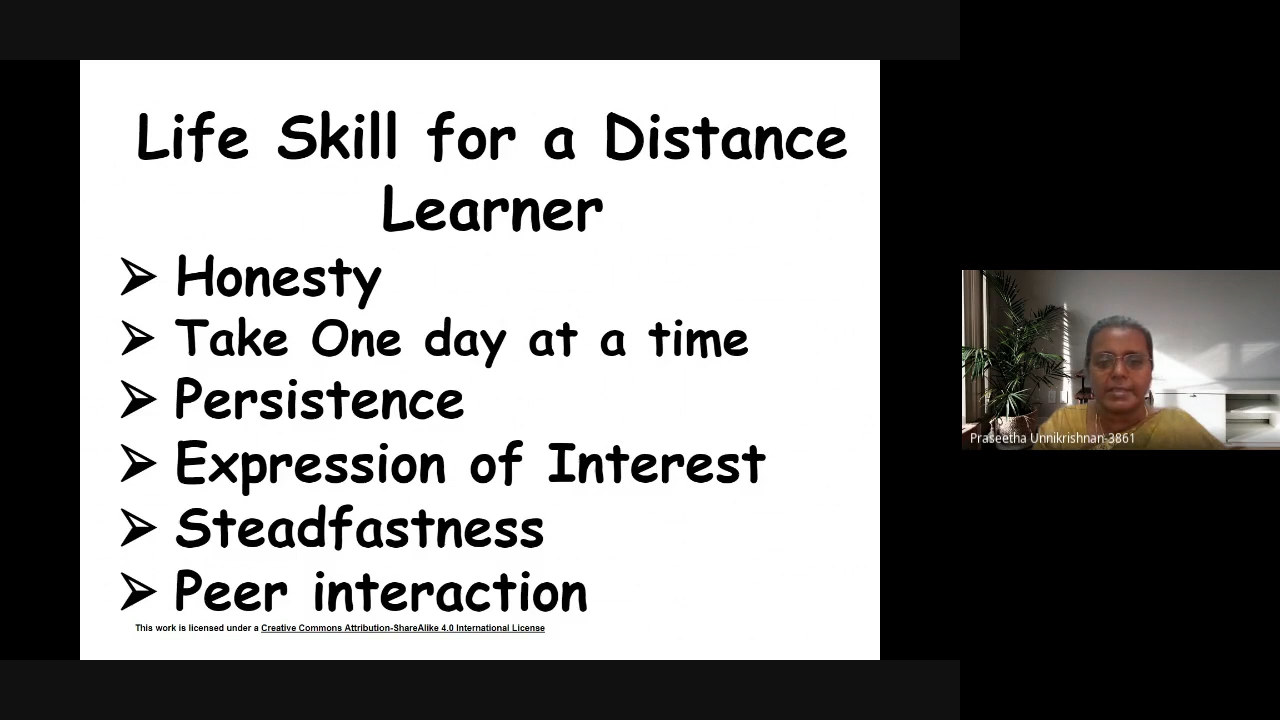 Life Skill for a Distance
Learner
➢ Honesty
➢ Take One day at a time
➢ Persistence
➢ Expression of Interest
➢ Steadfastness
➢ Peer interaction
This work is licensed under a Creative Commons Attribution-ShareAlike 4.0 International License
Praseetha Unnikrishnan-3861